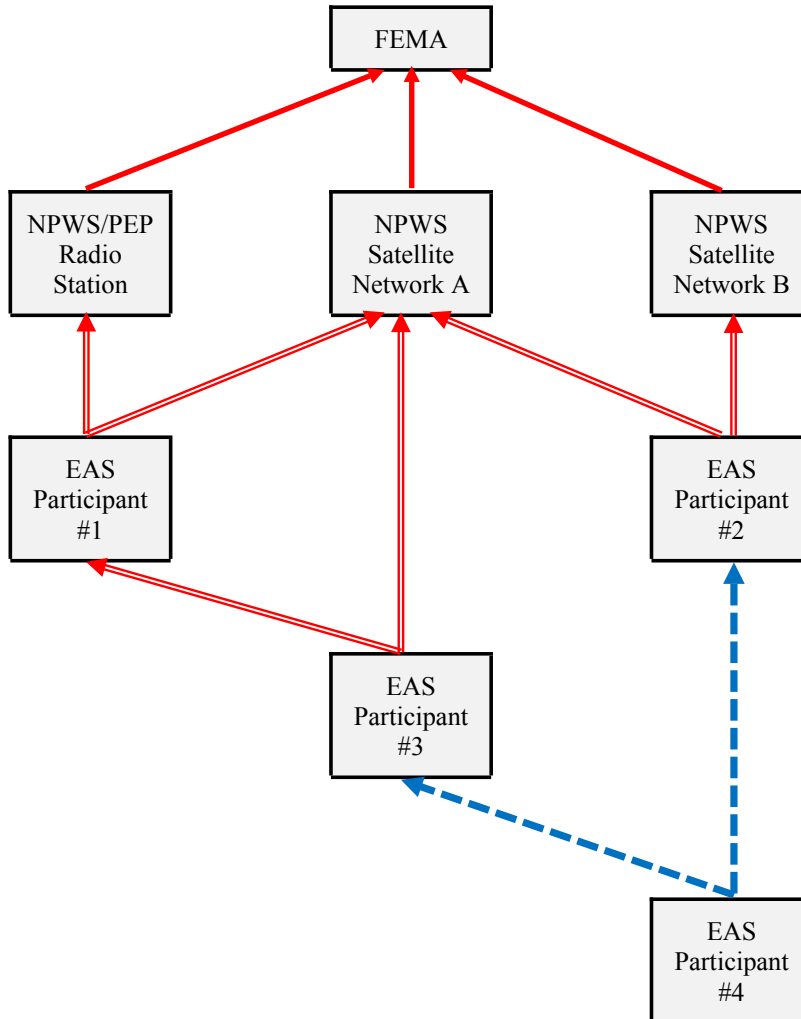 FEMA
NPWS/PEP
Radio
Station
NPWS
Satellite
Network A
NPWS
Satellite
Network B
EAS
Participant
#1
EAS
Participant
#2
EAS
Participant
#3
EAS
Participant
#4